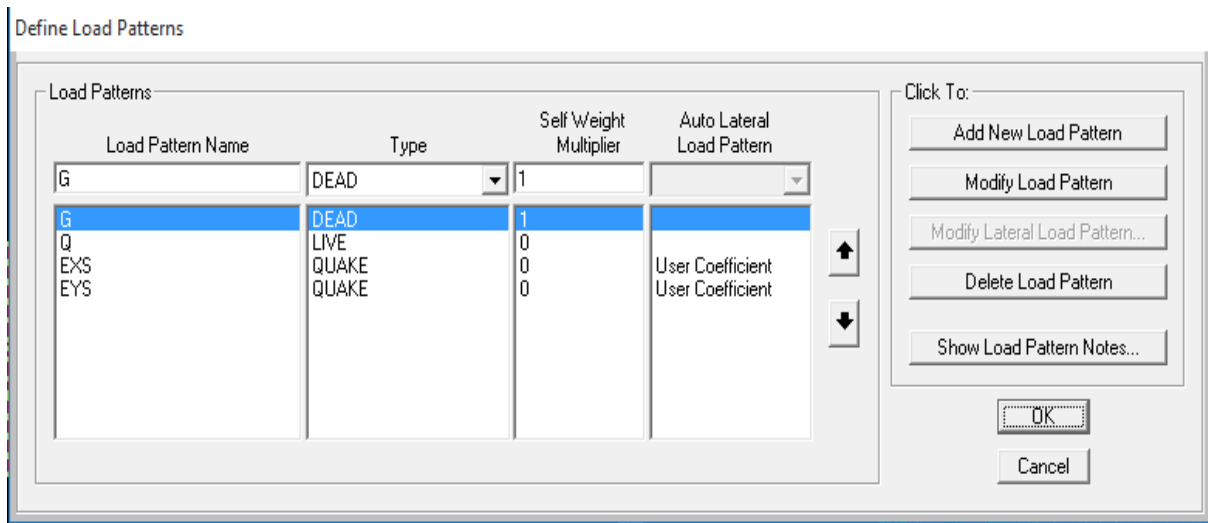 Define Load Patterns
Load Patterns
Click To:
Load Pattern Name Type Self Weight Multiplier Auto Lateral Load Pattern
G DEAD 1
G DEAD 1
Q LIVE 0
EXS QUAKE 0 User Coefficient
EYS QUAKE 0 User Coefficient
Add New Load Pattern
Modify Load Pattern
Modify Lateral Load Pattern...
Delete Load Pattern
Show Load Pattern Notes...
OK
Cancel